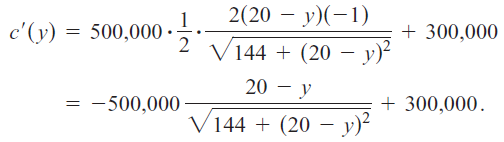 c′(y) = 500,000 · 1/2 · 2(20 − y)(−1)/√(144 + (20 − y)²) + 300,000
= −500,000 (20 − y)/√(144 + (20 − y)²) + 300,000.